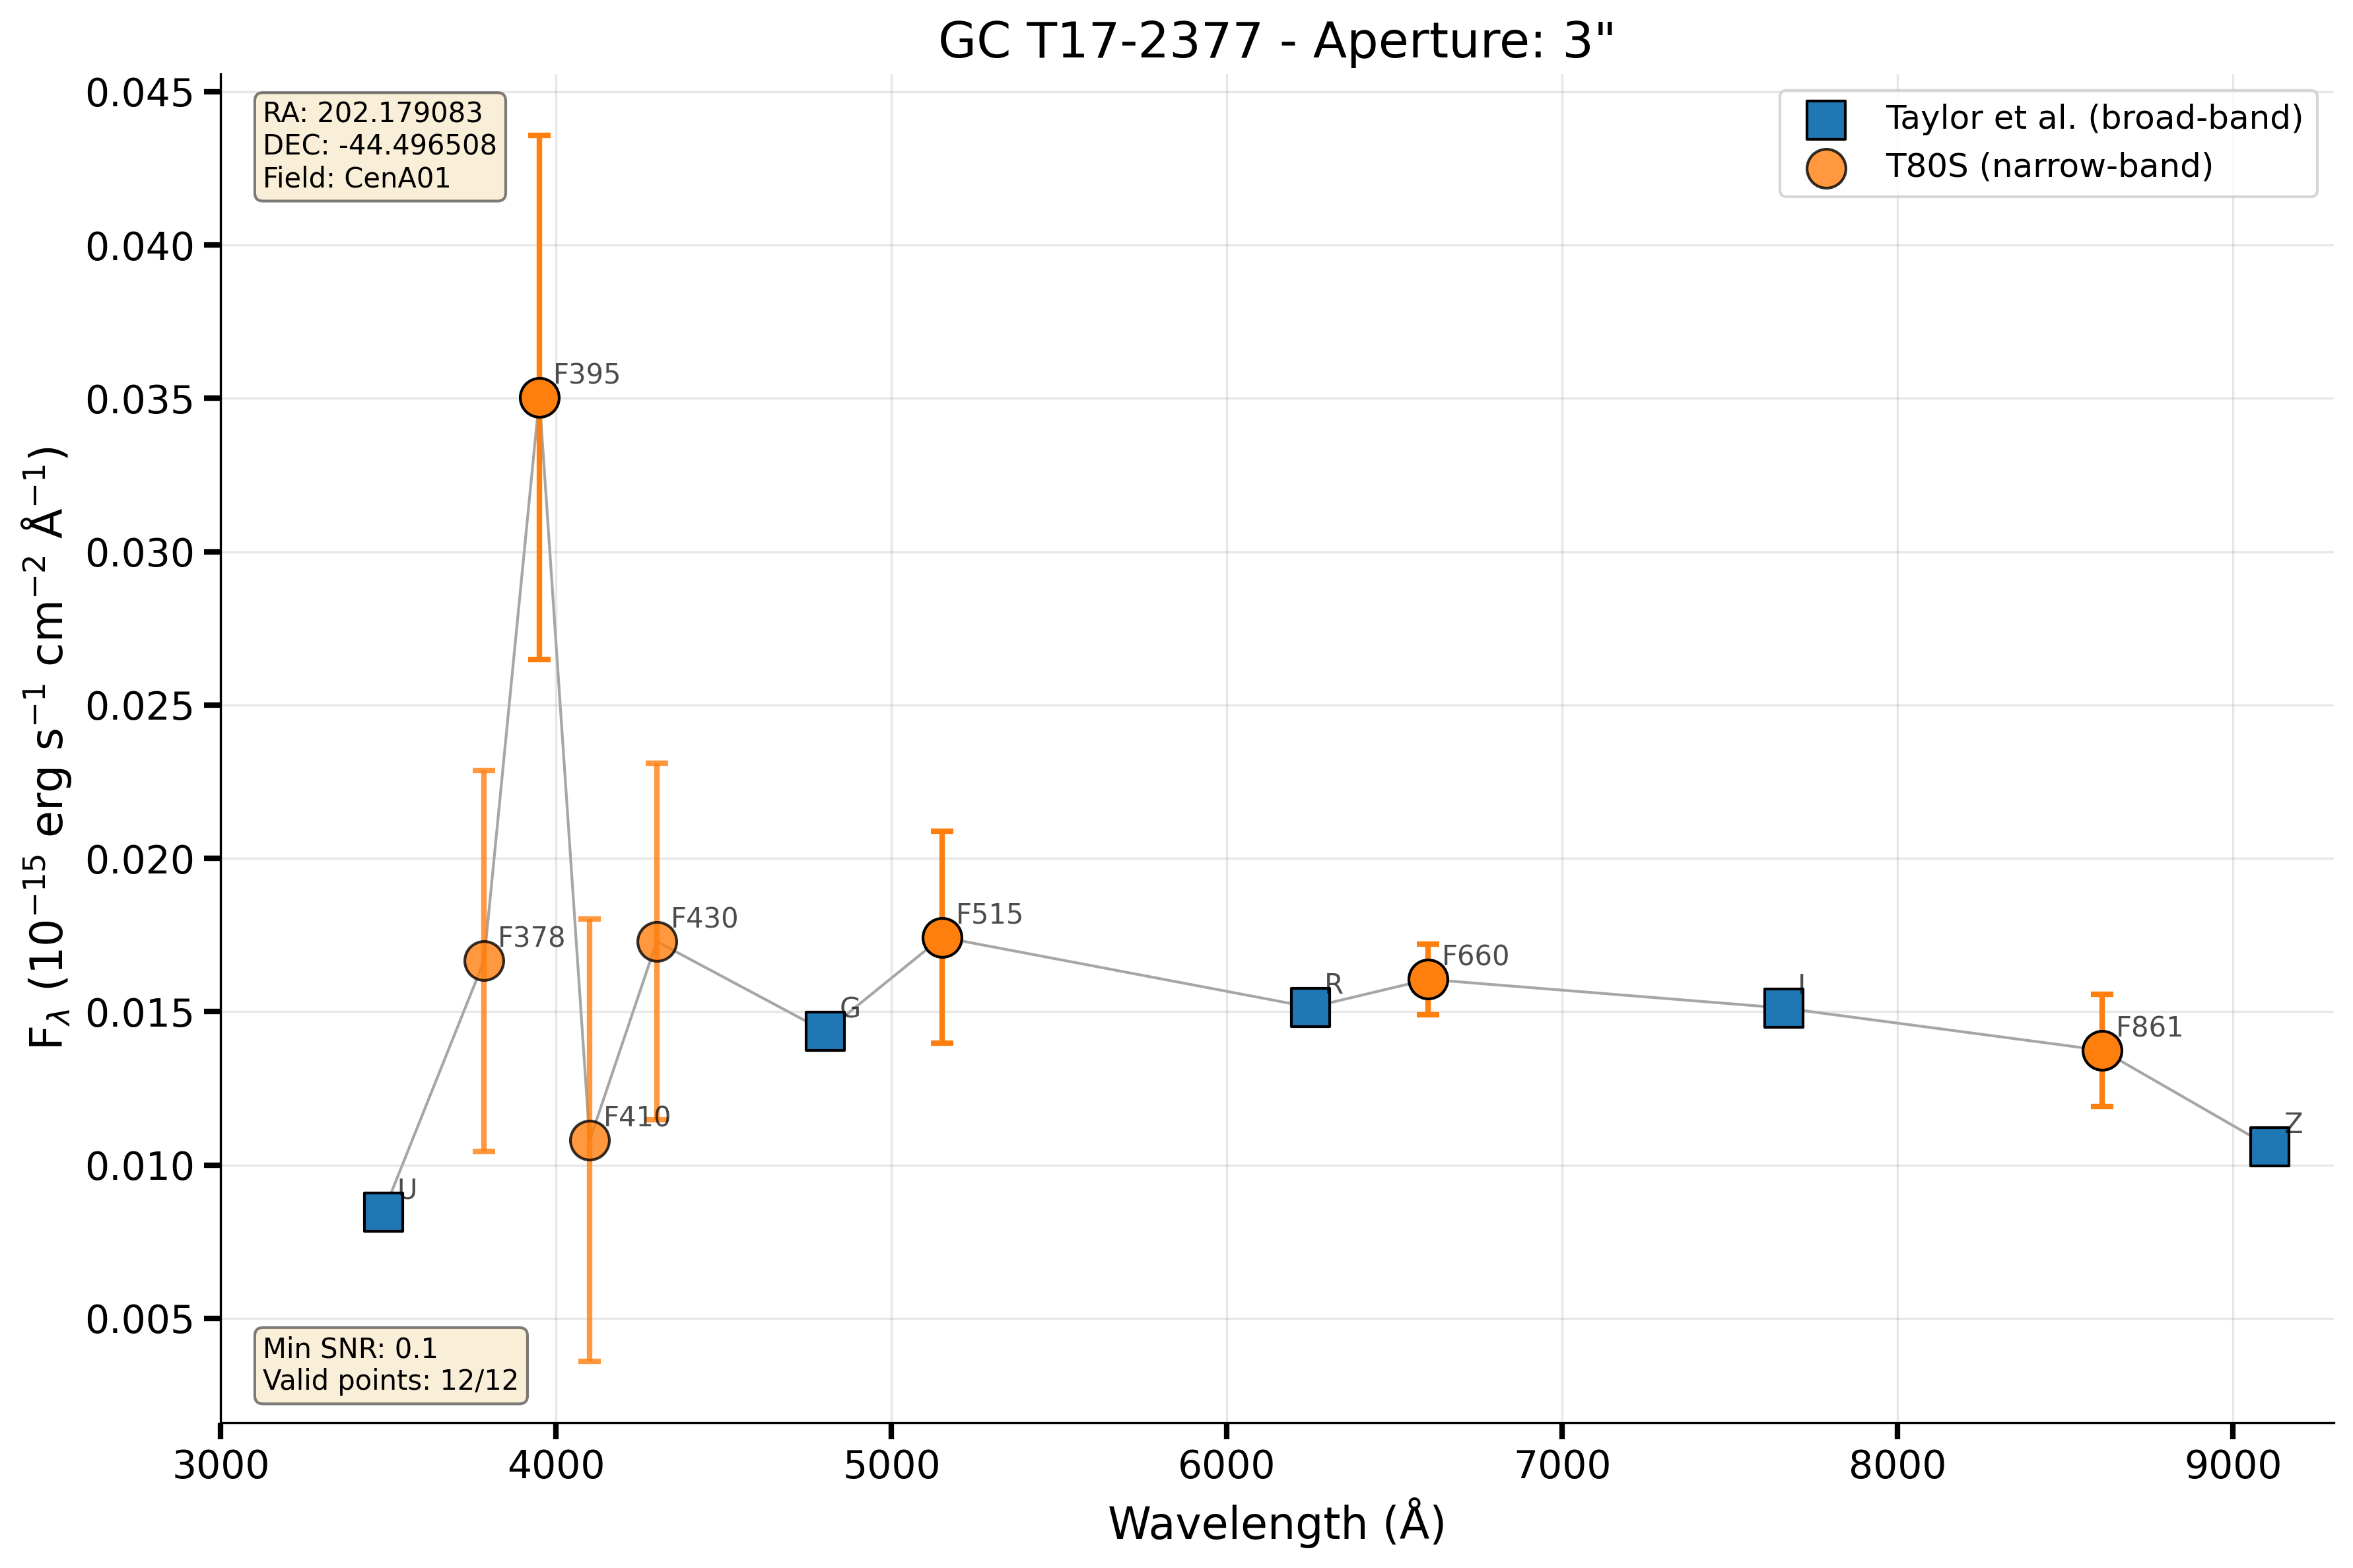 GC T17-2377 - Aperture: 3"
RA: 202.179083
DEC: -44.496508
Field: CenA01
Taylor et al. (broad-band)
T80S (narrow-band)
F_λ (10⁻¹⁵ erg s⁻¹ cm⁻² Å⁻¹)
0.045
0.040
0.035
0.030
0.025
0.020
0.015
0.010
0.005
F395
F378
F430
F410
F515
F660
F861
U
G
R
I
Z
Min SNR: 0.1
Valid points: 12/12
3000 4000 5000 6000 7000 8000 9000
Wavelength (Å)